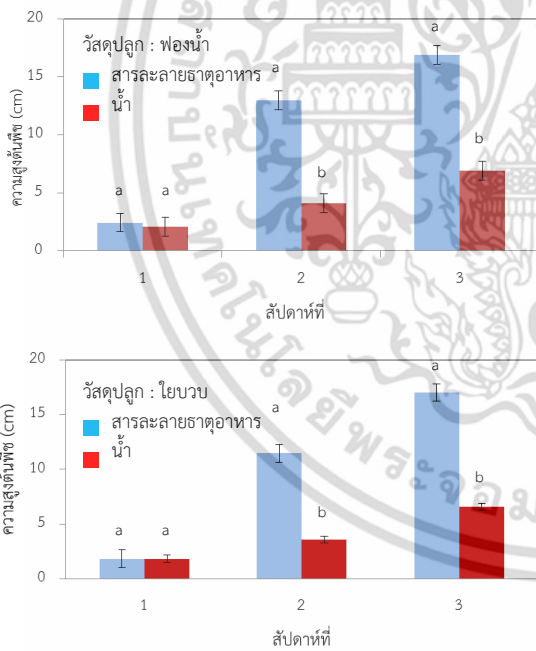 20
วัสดุปลูก : ฟองน้ำ
a
สารละลายธาตุอาหาร
a
15
น้ำ
ความสูงต้นพืช (cm)
10
b
b
a a
5
0
1 2 3
สัปดาห์ที่
20
a
วัสดุปลูก : ใยบวบ
a
สารละลายธาตุอาหาร
15
น้ำ
ความสูงต้นพืช (cm)
10
b
b
a a
5
0
1 2 3
สัปดาห์ที่